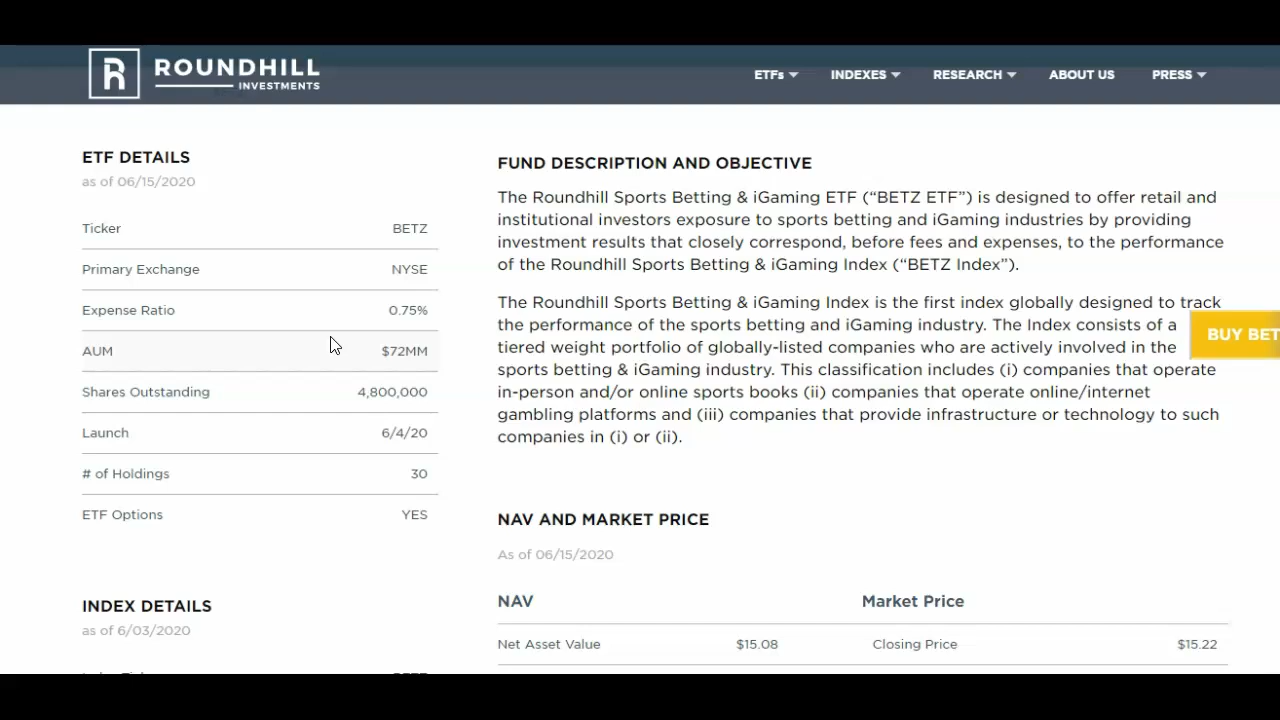 ROUNDHILL
INVESTMENTS
ETFs INDEXES RESEARCH ABOUT US PRESS
ETF DETAILS
as of 06/15/2020
Ticker BETZ
Primary Exchange NYSE
Expense Ratio 0.75%
AUM $72MM
Shares Outstanding 4,800,000
Launch 6/4/20
# of Holdings 30
ETF Options YES
INDEX DETAILS
as of 6/03/2020
FUND DESCRIPTION AND OBJECTIVE
The Roundhill Sports Betting & iGaming ETF (“BETZ ETF”) is designed to offer retail and
institutional investors exposure to sports betting and iGaming industries by providing
investment results that closely correspond, before fees and expenses, to the performance
of the Roundhill Sports Betting & iGaming Index (“BETZ Index”).
The Roundhill Sports Betting & iGaming Index is the first index globally designed to track
the performance of the sports betting and iGaming industry. The Index consists of a
tiered weight portfolio of globally-listed companies who are actively involved in the
sports betting & iGaming industry. This classification includes (i) companies that operate
in-person and/or online sports books (ii) companies that operate online/internet
gambling platforms and (iii) companies that provide infrastructure or technology to such
companies in (i) or (ii).
BUY BET
NAV AND MARKET PRICE
As of 06/15/2020
NAV Market Price
Net Asset Value $15.08 Closing Price $15.22